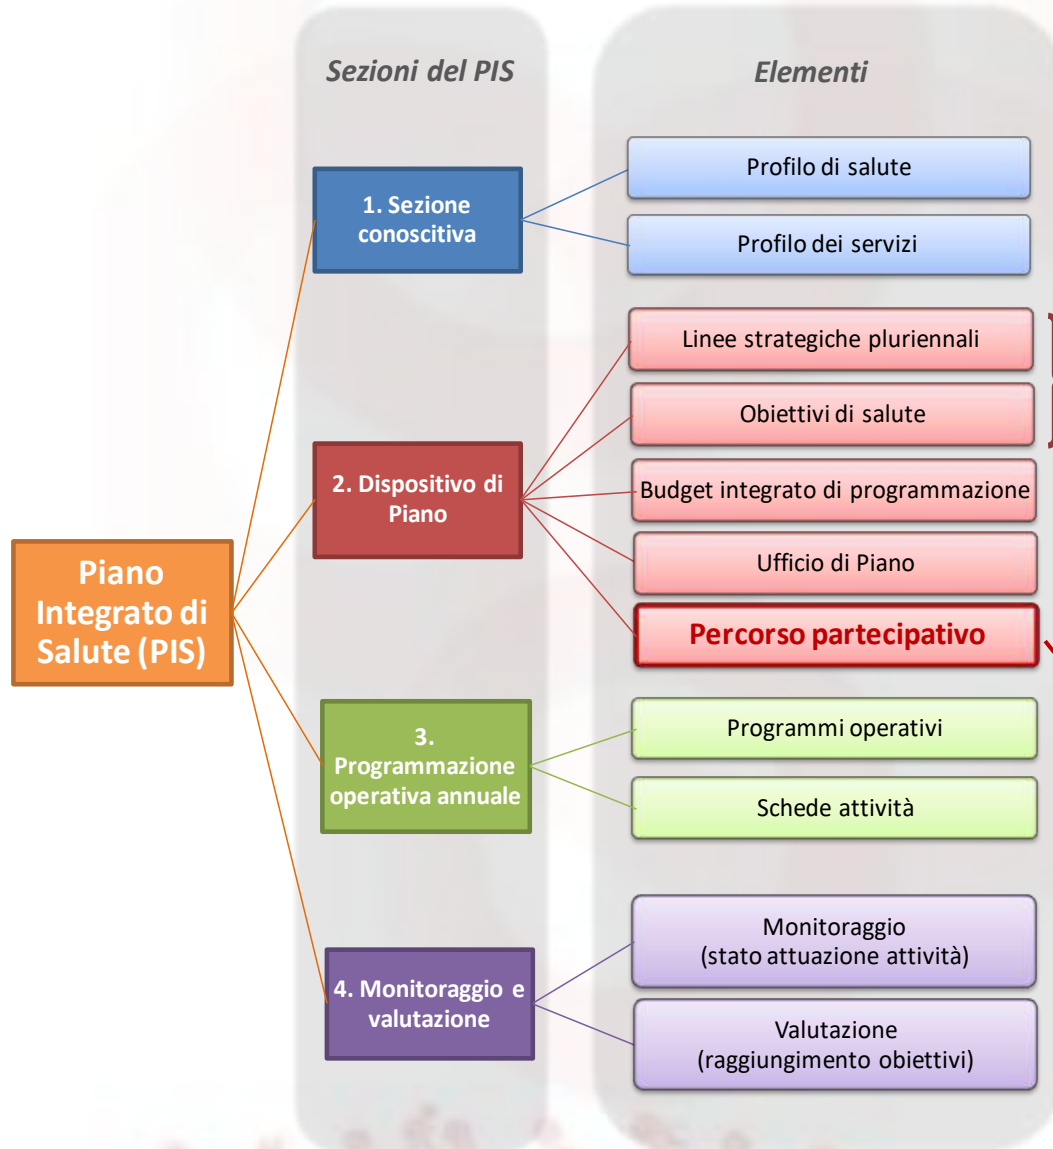 Sezioni del PIS
Elementi
Piano
Integrato di
Salute (PIS)
1. Sezione
conoscitiva
Profilo di salute
Profilo dei servizi
2. Dispositivo di
Piano
Linee strategiche pluriennali
Obiettivi di salute
Budget integrato di programmazione
Ufficio di Piano
Percorso partecipativo
3.
Programmazione
operativa annuale
Programmi operativi
Schede attività
4. Monitoraggio e
valutazione
Monitoraggio
(stato attuazione attività)
Valutazione
(raggiungimento obiettivi)